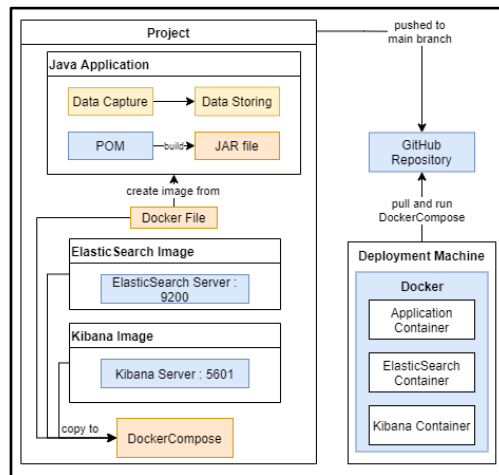 Project
Java Application
Data Capture
Data Storing
POM
build
JAR file
create image from
Docker File
ElasticSearch Image
ElasticSearch Server :
9200
Kibana Image
Kibana Server : 5601
copy to
DockerCompose
pushed to
main branch
GitHub
Repository
pull and run
DockerCompose
Deployment Machine
Docker
Application
Container
ElasticSearch
Container
Kibana Container